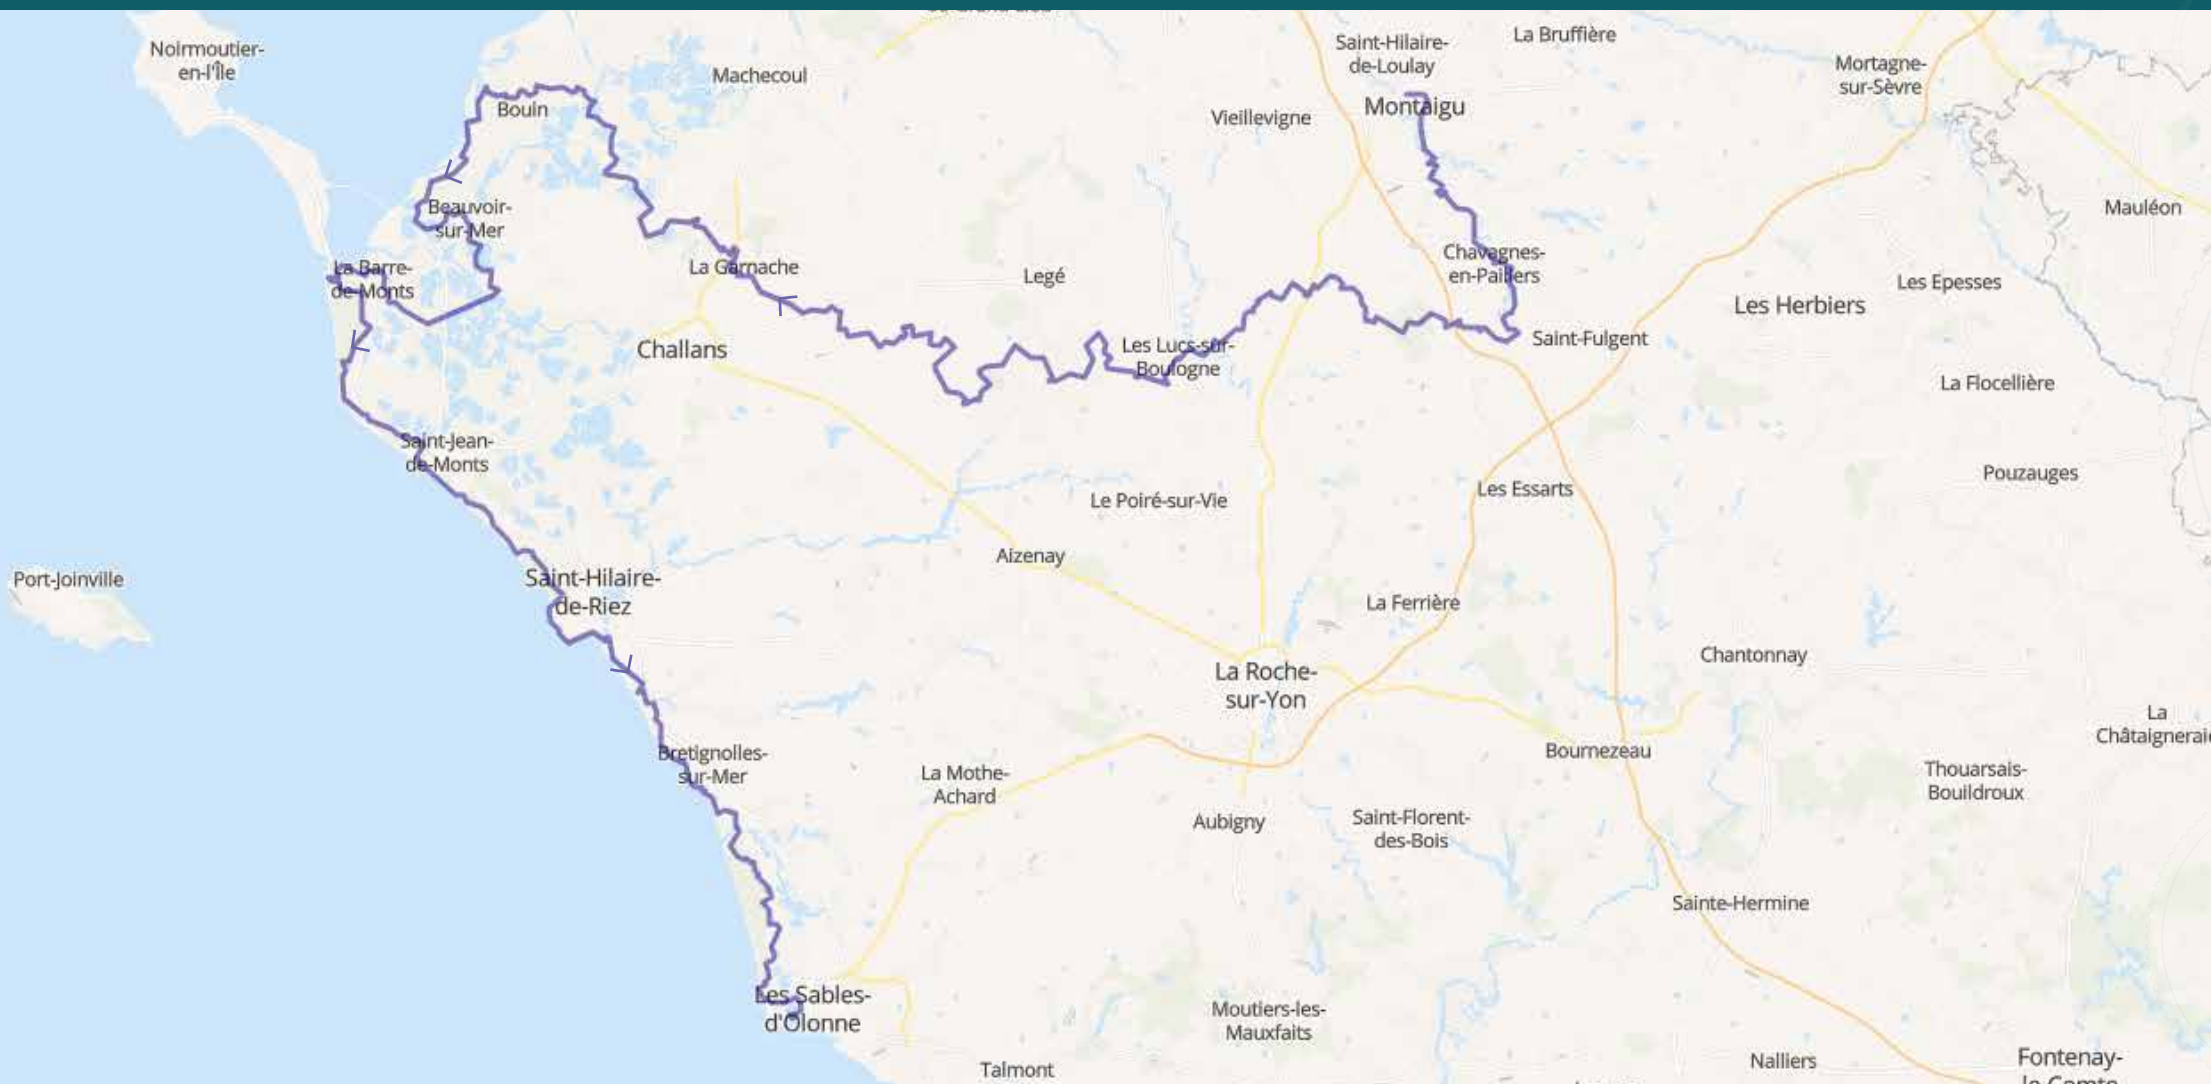 Noirmoutier-
en-l'Île
Machecoul
Saint-Hilaire-
de-Loulay
La Bruffière
Mortagne-
sur-Sèvre
Bouin
Vieillevigne
Montaigu
Beauvoir-
sur-Mer
Mauléon
La Barre-
de-Monts
La Garnache
Legé
Chavagnes-
en-Paillers
Les Epesses
Les Herbiers
Challans
Les Lucs-sur-
Boulogne
Saint-Fulgent
La Flocellière
Saint-Jean-
de-Monts
Le Poiré-sur-Vie
Les Essarts
Pouzauges
Port-Joinville
Saint-Hilaire-
de-Riez
Aizenay
La Ferrière
La Roche-
sur-Yon
Chantonnay
La
Châtaigneraie
Bretignolles-
sur-Mer
La Mothe-
Achard
Bournezeau
Thouarsais-
Bouildroux
Aubigny
Saint-Florent-
des-Bois
Sainte-Hermine
Les Sables-
d'Olonne
Moutiers-les-
Mauxfaits
Talmont
Nalliers
Fontenay-
le-Comte